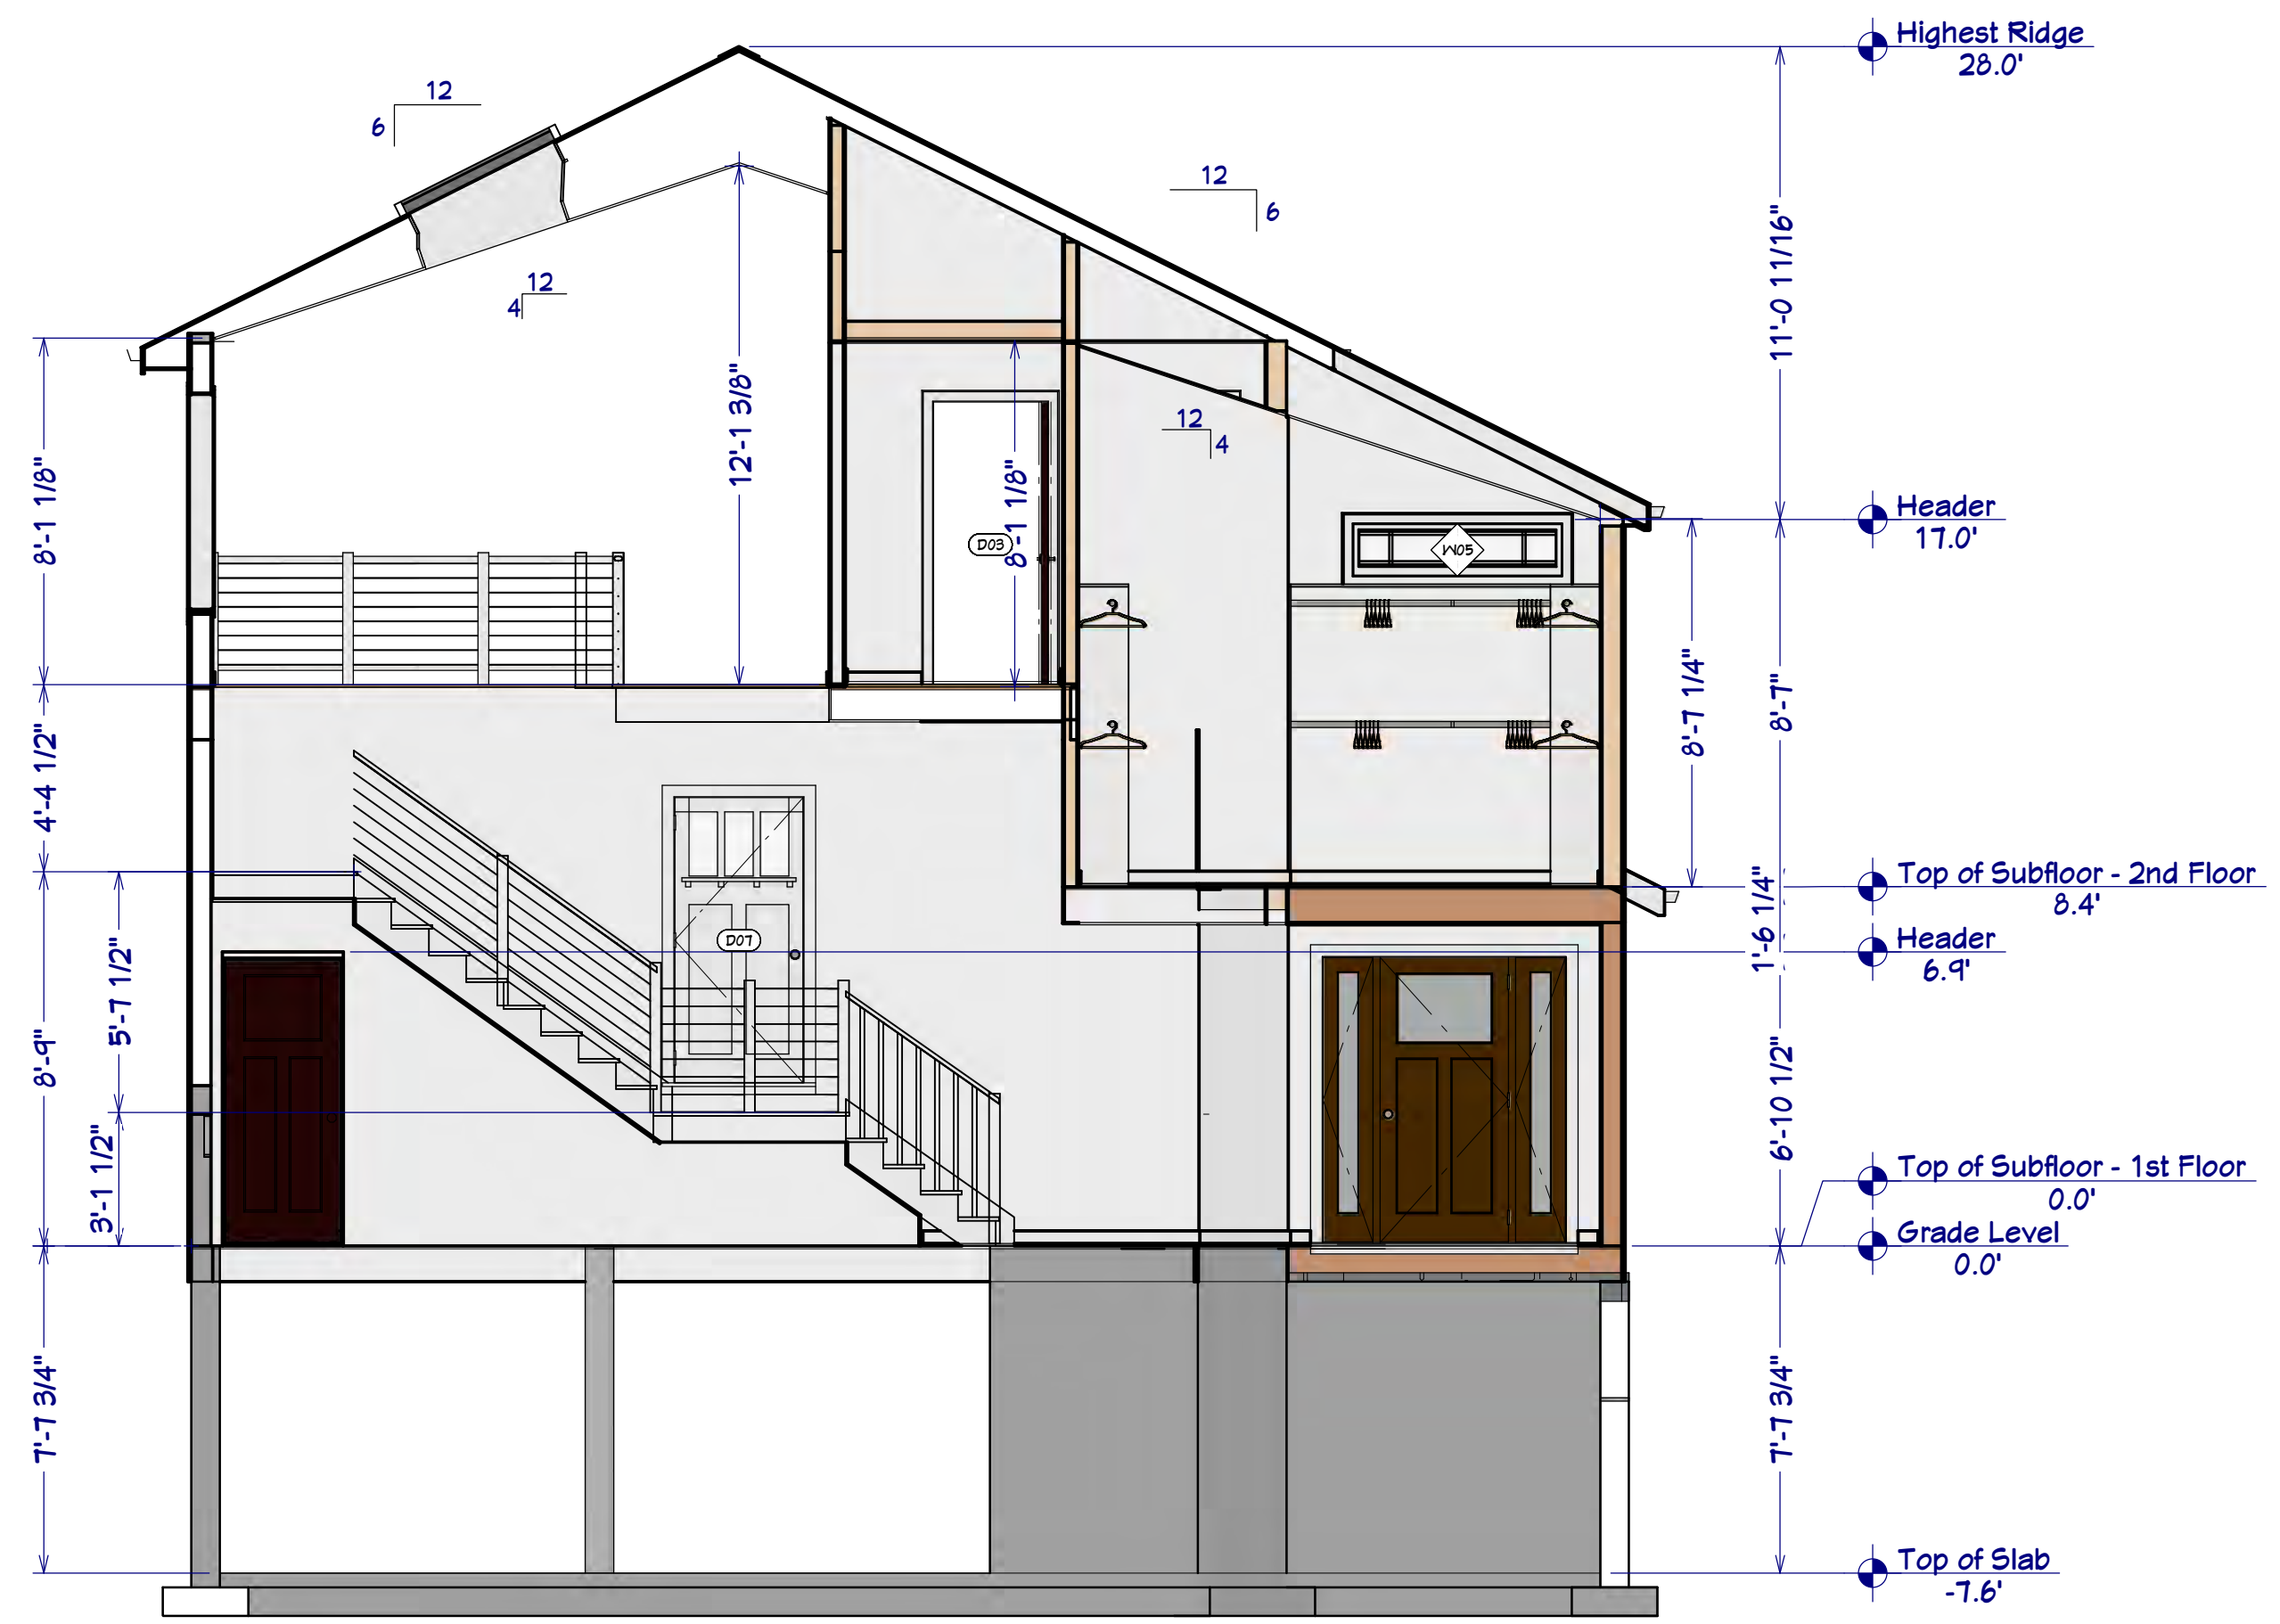 Highest Ridge
28.0'
12
6
12
6
11'-0 11/16"
12
4
12'-1 3/8"
8'-1 1/8"
12
4
8'-1 1/8"
D03
W05
Header
17.0'
8'-7 1/4"
8'-7"
4'-4 1/2"
Top of Subfloor - 2nd Floor
8.4'
1'-6 1/4"
Header
6.9'
D07
5'-7 1/2"
8'-9"
3'-1 1/2"
6'-10 1/2"
Top of Subfloor - 1st Floor
0.0'
Grade Level
0.0'
7'-7 3/4"
7'-7 3/4"
Top of Slab
-7.6'